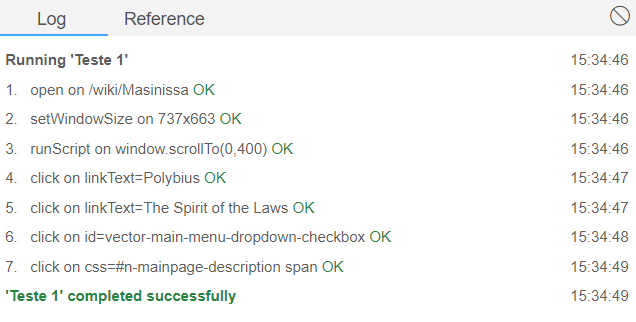 Log Reference
Running 'Teste 1' 15:34:46
1. open on /wiki/Masinissa OK 15:34:46
2. setWindowSize on 737x663 OK 15:34:46
3. runScript on window.scrollTo(0,400) OK 15:34:46
4. click on linkText=Polybius OK 15:34:47
5. click on linkText=The Spirit of the Laws OK 15:34:47
6. click on id=vector-main-menu-dropdown-checkbox OK 15:34:48
7. click on css=#n-mainpage-description span OK 15:34:49
'Teste 1' completed successfully 15:34:49